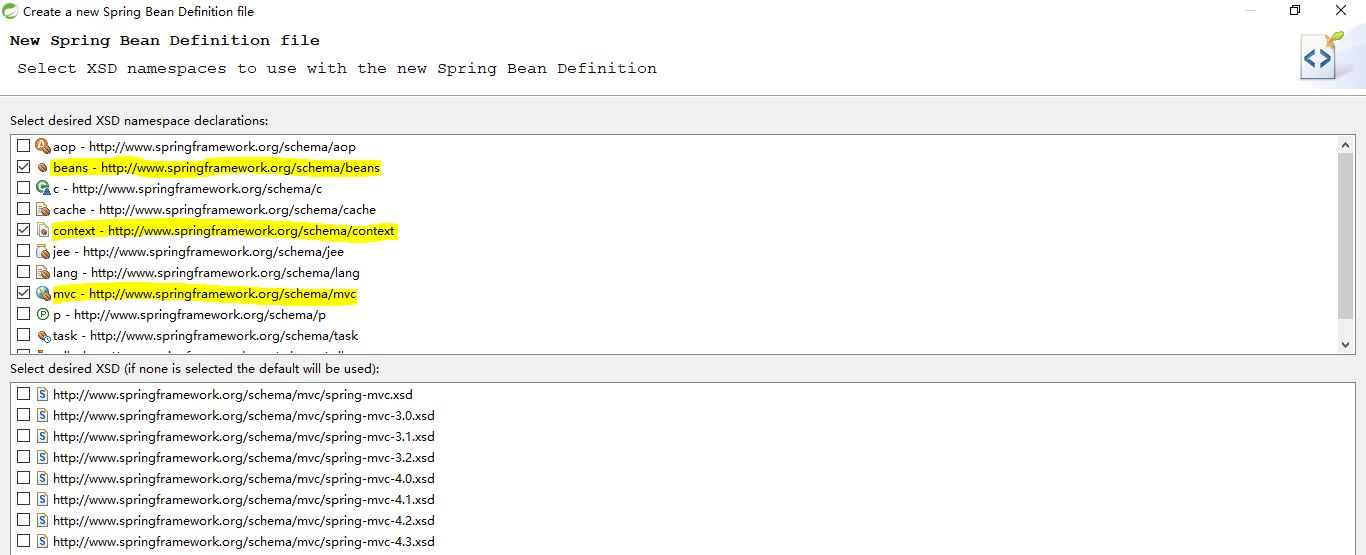 Create a new Spring Bean Definition file
New Spring Bean Definition file
Select XSD namespaces to use with the new Spring Bean Definition
Select desired XSD namespace declarations:
aop - http://www.springframework.org/schema/aop
beans - http://www.springframework.org/schema/beans
c - http://www.springframework.org/schema/c
cache - http://www.springframework.org/schema/cache
context - http://www.springframework.org/schema/context
jee - http://www.springframework.org/schema/jee
lang - http://www.springframework.org/schema/lang
mvc - http://www.springframework.org/schema/mvc
p - http://www.springframework.org/schema/p
task - http://www.springframework.org/schema/task
Select desired XSD (if none is selected the default will be used):
http://www.springframework.org/schema/mvc/spring-mvc.xsd
http://www.springframework.org/schema/mvc/spring-mvc-3.0.xsd
http://www.springframework.org/schema/mvc/spring-mvc-3.1.xsd
http://www.springframework.org/schema/mvc/spring-mvc-3.2.xsd
http://www.springframework.org/schema/mvc/spring-mvc-4.0.xsd
http://www.springframework.org/schema/mvc/spring-mvc-4.1.xsd
http://www.springframework.org/schema/mvc/spring-mvc-4.2.xsd
http://www.springframework.org/schema/mvc/spring-mvc-4.3.xsd